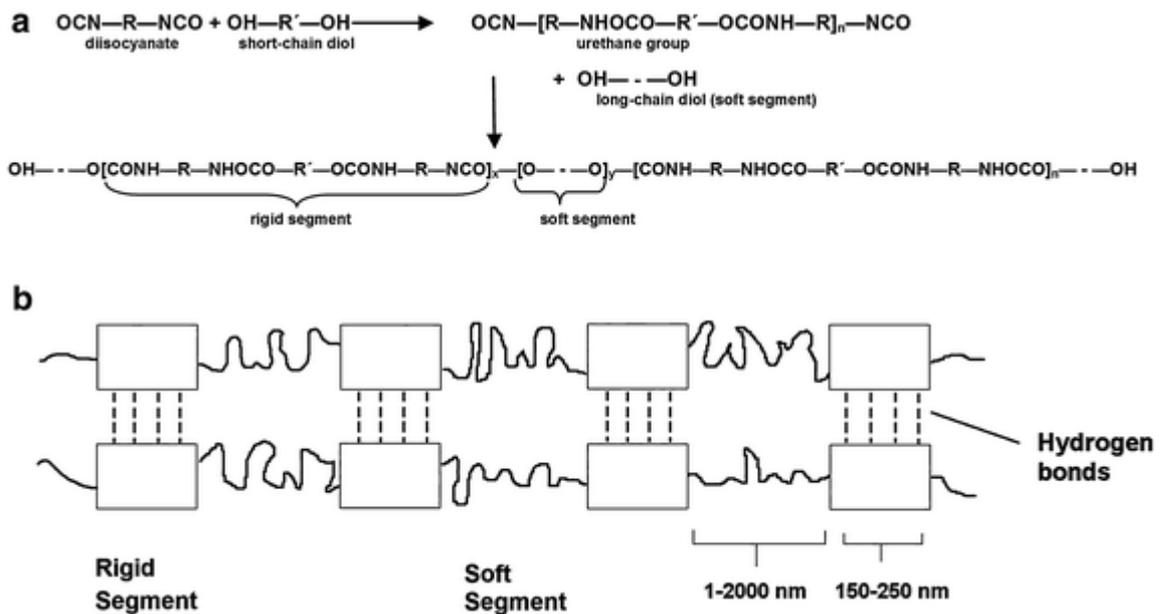 a
OCN—R—NCO + OH—R´—OH
OCN—[R—NHOCO—R´—OCONH—R]n—NCO
diisocyanate
short-chain diol
urethane group
+ OH—-—OH
long-chain diol (soft segment)
OH—-—O[CONH—R—NHOCO—R´—OCONH—R—NCO]x—[O—-—O]y—[CONH—R—NHOCO—R´—OCONH—R—NHOCO]n—-—OH
rigid segment
soft segment
b
Hydrogen
bonds
Rigid
Segment
Soft
Segment
1-2000 nm
150-250 nm